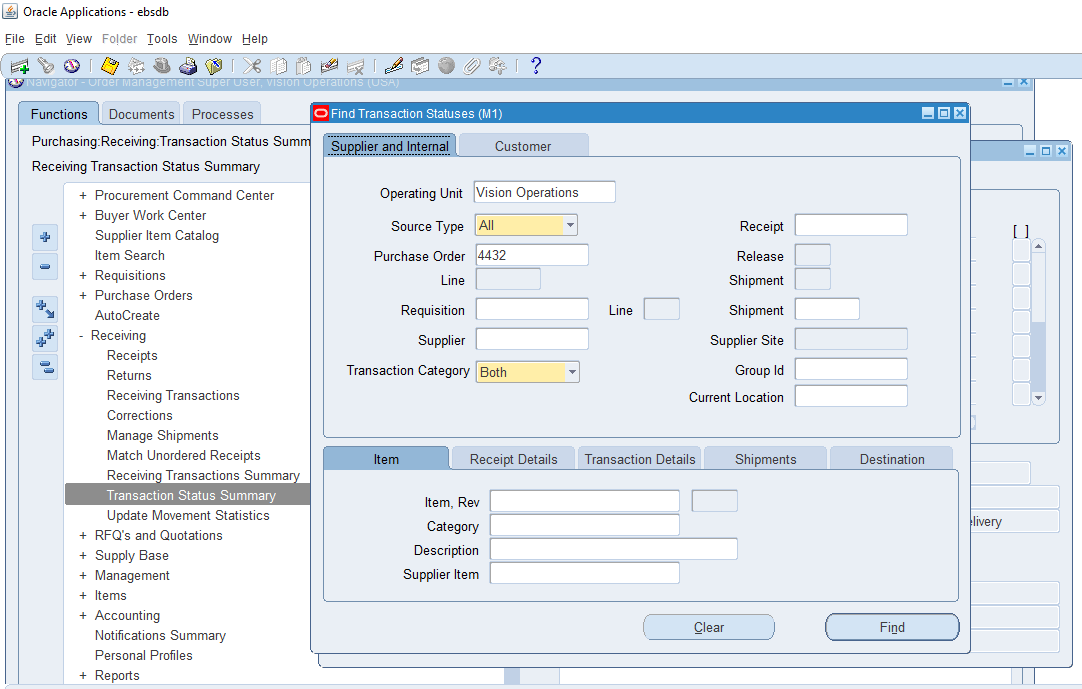 Oracle Applications - ebsdb
File Edit View Folder Tools Window Help
Navigator - Order Management Super User, Vision Operations (USA)
Functions Documents Processes
Purchasing:Receiving:Transaction Status Summ
Receiving Transaction Status Summary
+ Procurement Command Center
+ Buyer Work Center
Supplier Item Catalog
Item Search
+ Requisitions
+ Purchase Orders
AutoCreate
- Receiving
Receipts
Returns
Receiving Transactions
Corrections
Manage Shipments
Match Unordered Receipts
Receiving Transactions Summary
Transaction Status Summary
Update Movement Statistics
+ RFQ's and Quotations
+ Supply Base
+ Management
+ Items
+ Accounting
Notifications Summary
Personal Profiles
+ Reports
Find Transaction Statuses (M1)
Supplier and Internal Customer
Operating Unit Vision Operations
Source Type All Receipt
Purchase Order 4432 Release
Line Shipment
Requisition Line Shipment
Supplier Supplier Site
Transaction Category Both Group Id
Current Location
Item Receipt Details Transaction Details Shipments Destination
Item, Rev
Category
Description
Supplier Item
Clear Find
[ ]
elivery